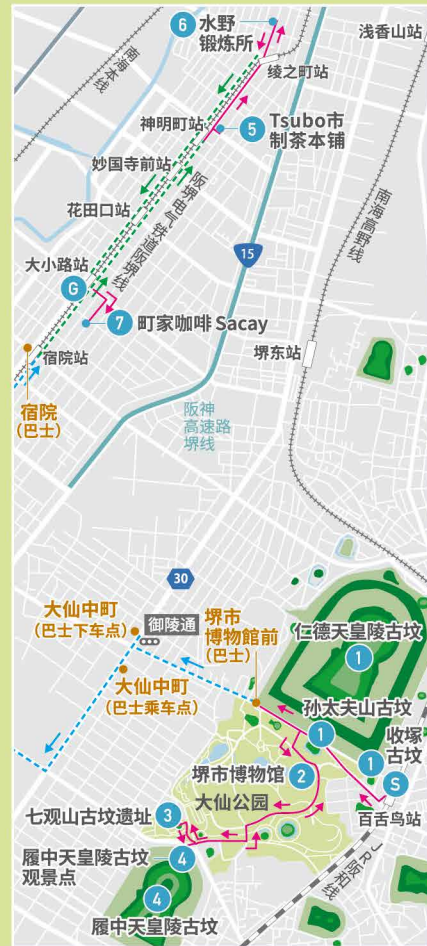 6
水野
锻炼所
浅香山站
南海本线
绫之町站
神明町站
5
Tsubo市
制茶本铺
妙国寺前站
阪堺电气铁道阪堺线
南海高野线
花田口站
15
大小路站
G
7
町家咖啡 Sacay
宿院站
堺东站
宿院
(巴士)
阪神
高速路
堺线
30
大仙中町
(巴士下车点)
御陵通
堺市
博物館前
(巴士)
仁德天皇陵古坟
1
大仙中町
(巴士乘车点)
孙太夫山古坟
1
收塚
古坟
1
S
堺市博物馆
2
大仙公园
百舌鸟站
七观山古坟遗址
3
JR阪和线
履中天皇陵古坟
观景点
4
4
履中天皇陵古坟